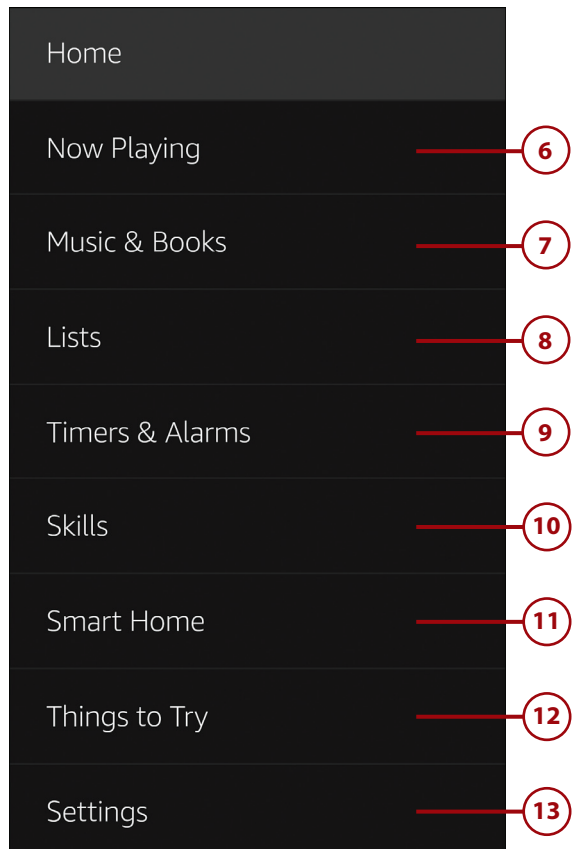 Home
Now Playing 6
Music & Books 7
Lists 8
Timers & Alarms 9
Skills 10
Smart Home 11
Things to Try 12
Settings 13